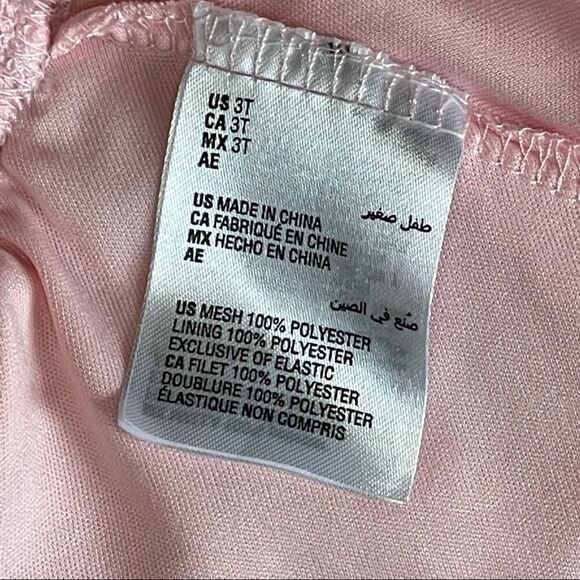 US 3T
CA 3T
MX 3T
AE
طفل صغير
US MADE IN CHINA
CA FABRIQUÉ EN CHINE
MX HECHO EN CHINA
AE
صُنع في الصين
US MESH 100% POLYESTER
LINING 100% POLYESTER
EXCLUSIVE OF ELASTIC
CA FILET 100% POLYESTER
DOUBLURE 100% POLYESTER
ÉLASTIQUE NON COMPRIS